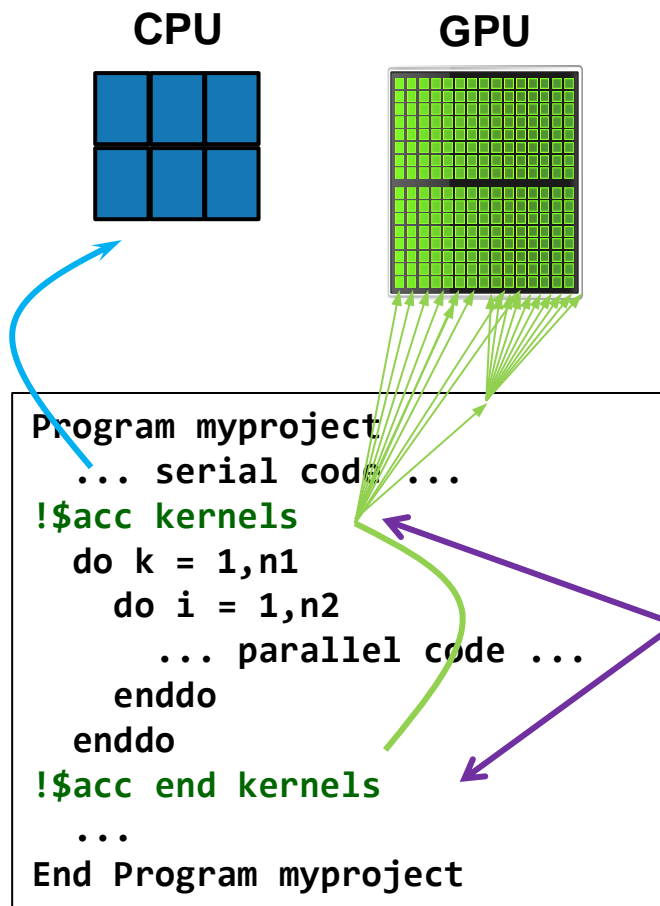 CPU GPU
Program myproject
... serial code ...
!$acc kernels
do k = 1,n1
do i = 1,n2
... parallel code ...
enddo
enddo
!$acc end kernels
...
End Program myproject